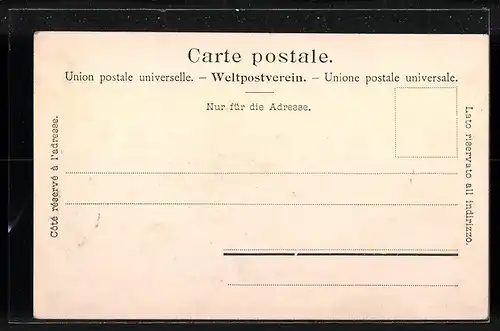 Carte postale.
Union postale universelle. – Weltpostverein. – Unione postale universale.
Nur für die Adresse.
Côté réservé à l'adresse.
Lato riservato all indirizzo.